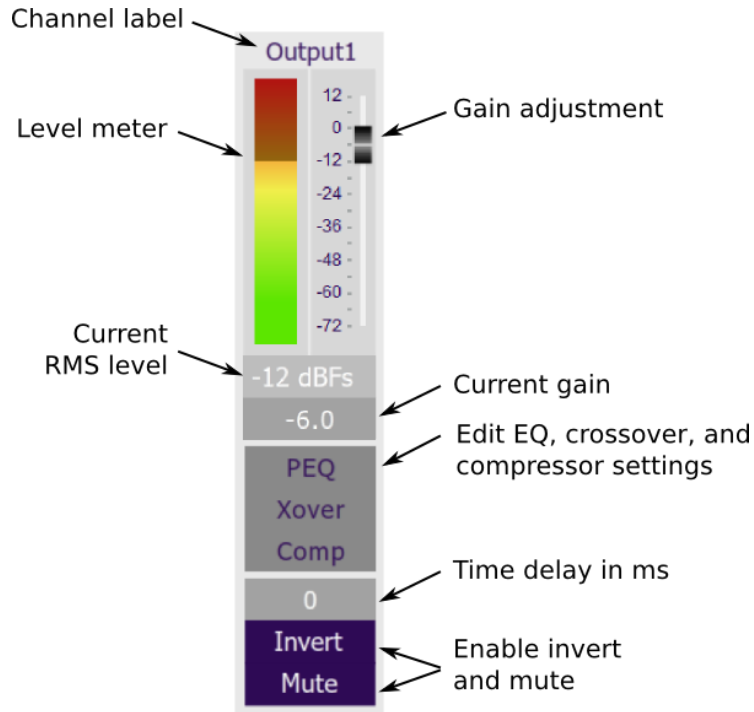 Channel label
Output1
Level meter
12
0
-12
-24
-36
-48
-60
-72
Gain adjustment
Current
RMS level
-12 dBFs
-6.0
Current gain
Edit EQ, crossover, and
compressor settings
PEQ
Xover
Comp
Time delay in ms
0
Invert
Mute
Enable invert
and mute